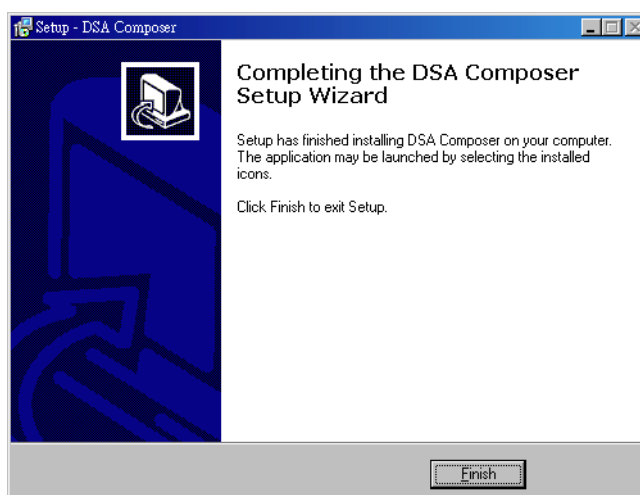 Setup - DSA Composer
Completing the DSA Composer
Setup Wizard
Setup has finished installing DSA Composer on your computer.
The application may be launched by selecting the installed
icons.
Click Finish to exit Setup.
Finish